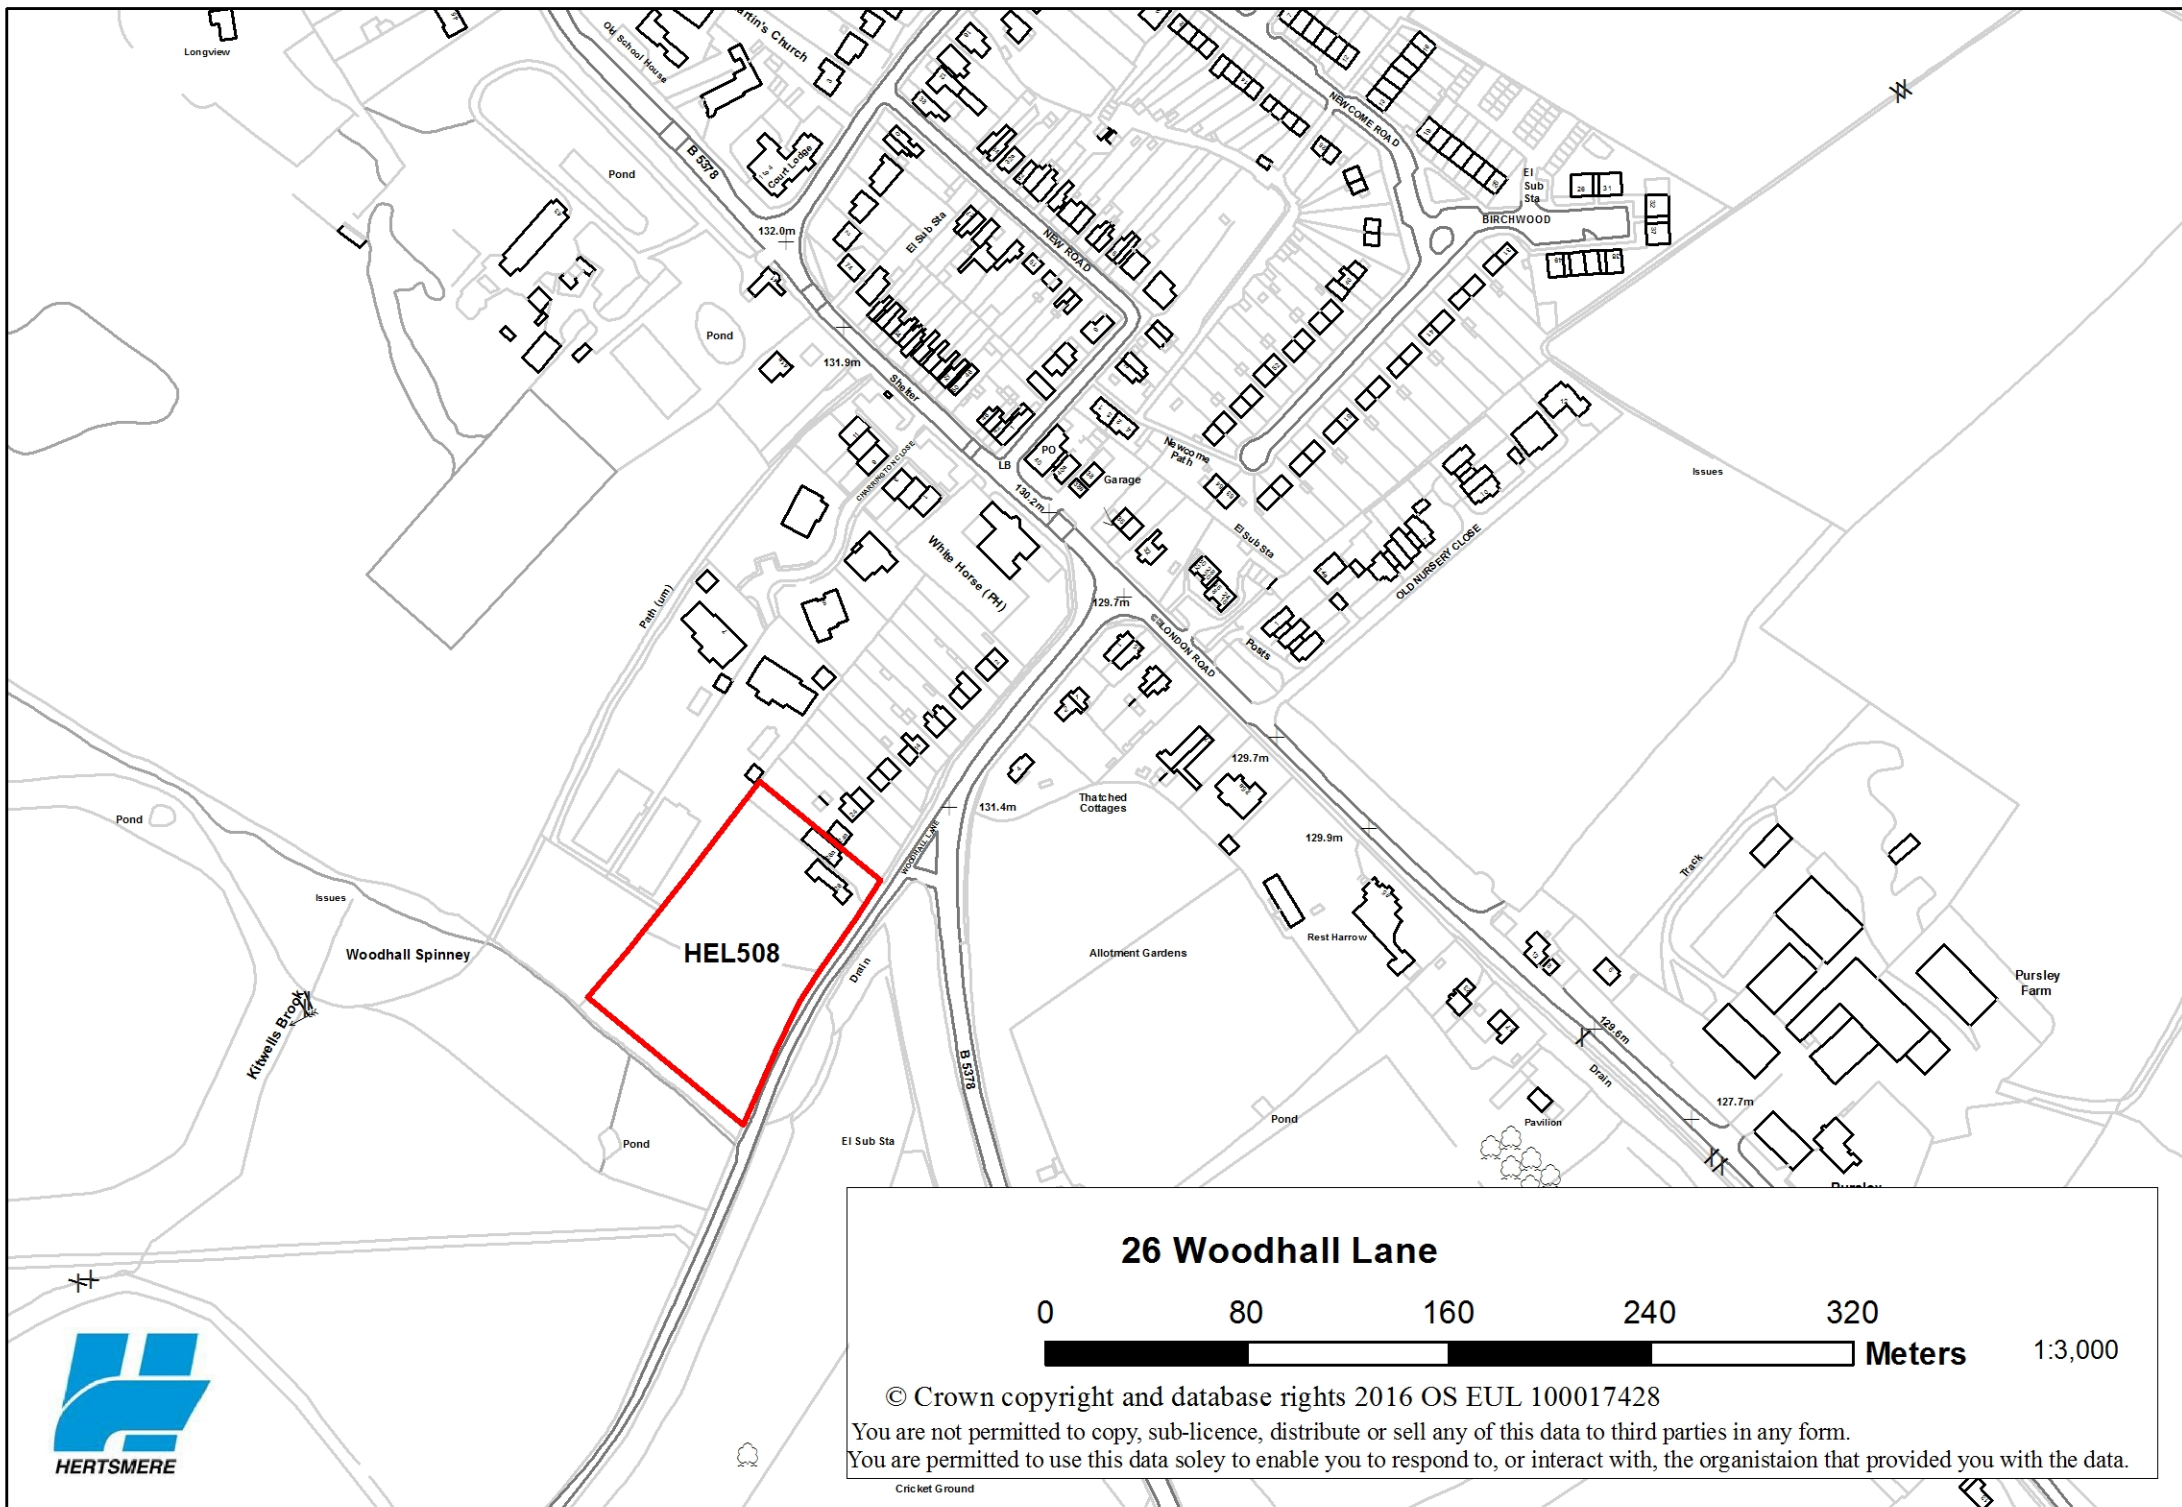 Longview
Old School House
artin's Church
B 5378
Court Lodge
Pond
132.0m
El Sub Sta
NEW ROAD
NEWCOME ROAD
El
Sub
Sta
BIRCHWOOD
Pond
131.9m
Shelter
CHARRINGTON CLOSE
LB
PO
Garage
Newcome
Path
130.2m
White Horse (PH)
El Sub Sta
OLD NURSERY CLOSE
Issues
Path (um)
129.7m
LONDON ROAD
Posts
129.7m
131.4m
Thatched
Cottages
129.9m
WOODHALL LANE
Pond
Issues
Woodhall Spinney
HEL508
Drain
Allotment Gardens
Rest Harrow
Track
Pursley
Farm
Kitwells Brook
B 5378
129.6m
Drain
127.7m
Pond
Pond
El Sub Sta
Pavilion
Pursley
26 Woodhall Lane
0 80 160 240 320
Meters
1:3,000
© Crown copyright and database rights 2016 OS EUL 100017428
You are not permitted to copy, sub-licence, distribute or sell any of this data to third parties in any form.
You are permitted to use this data soley to enable you to respond to, or interact with, the organistaion that provided you with the data.
HERTSMERE
Cricket Ground